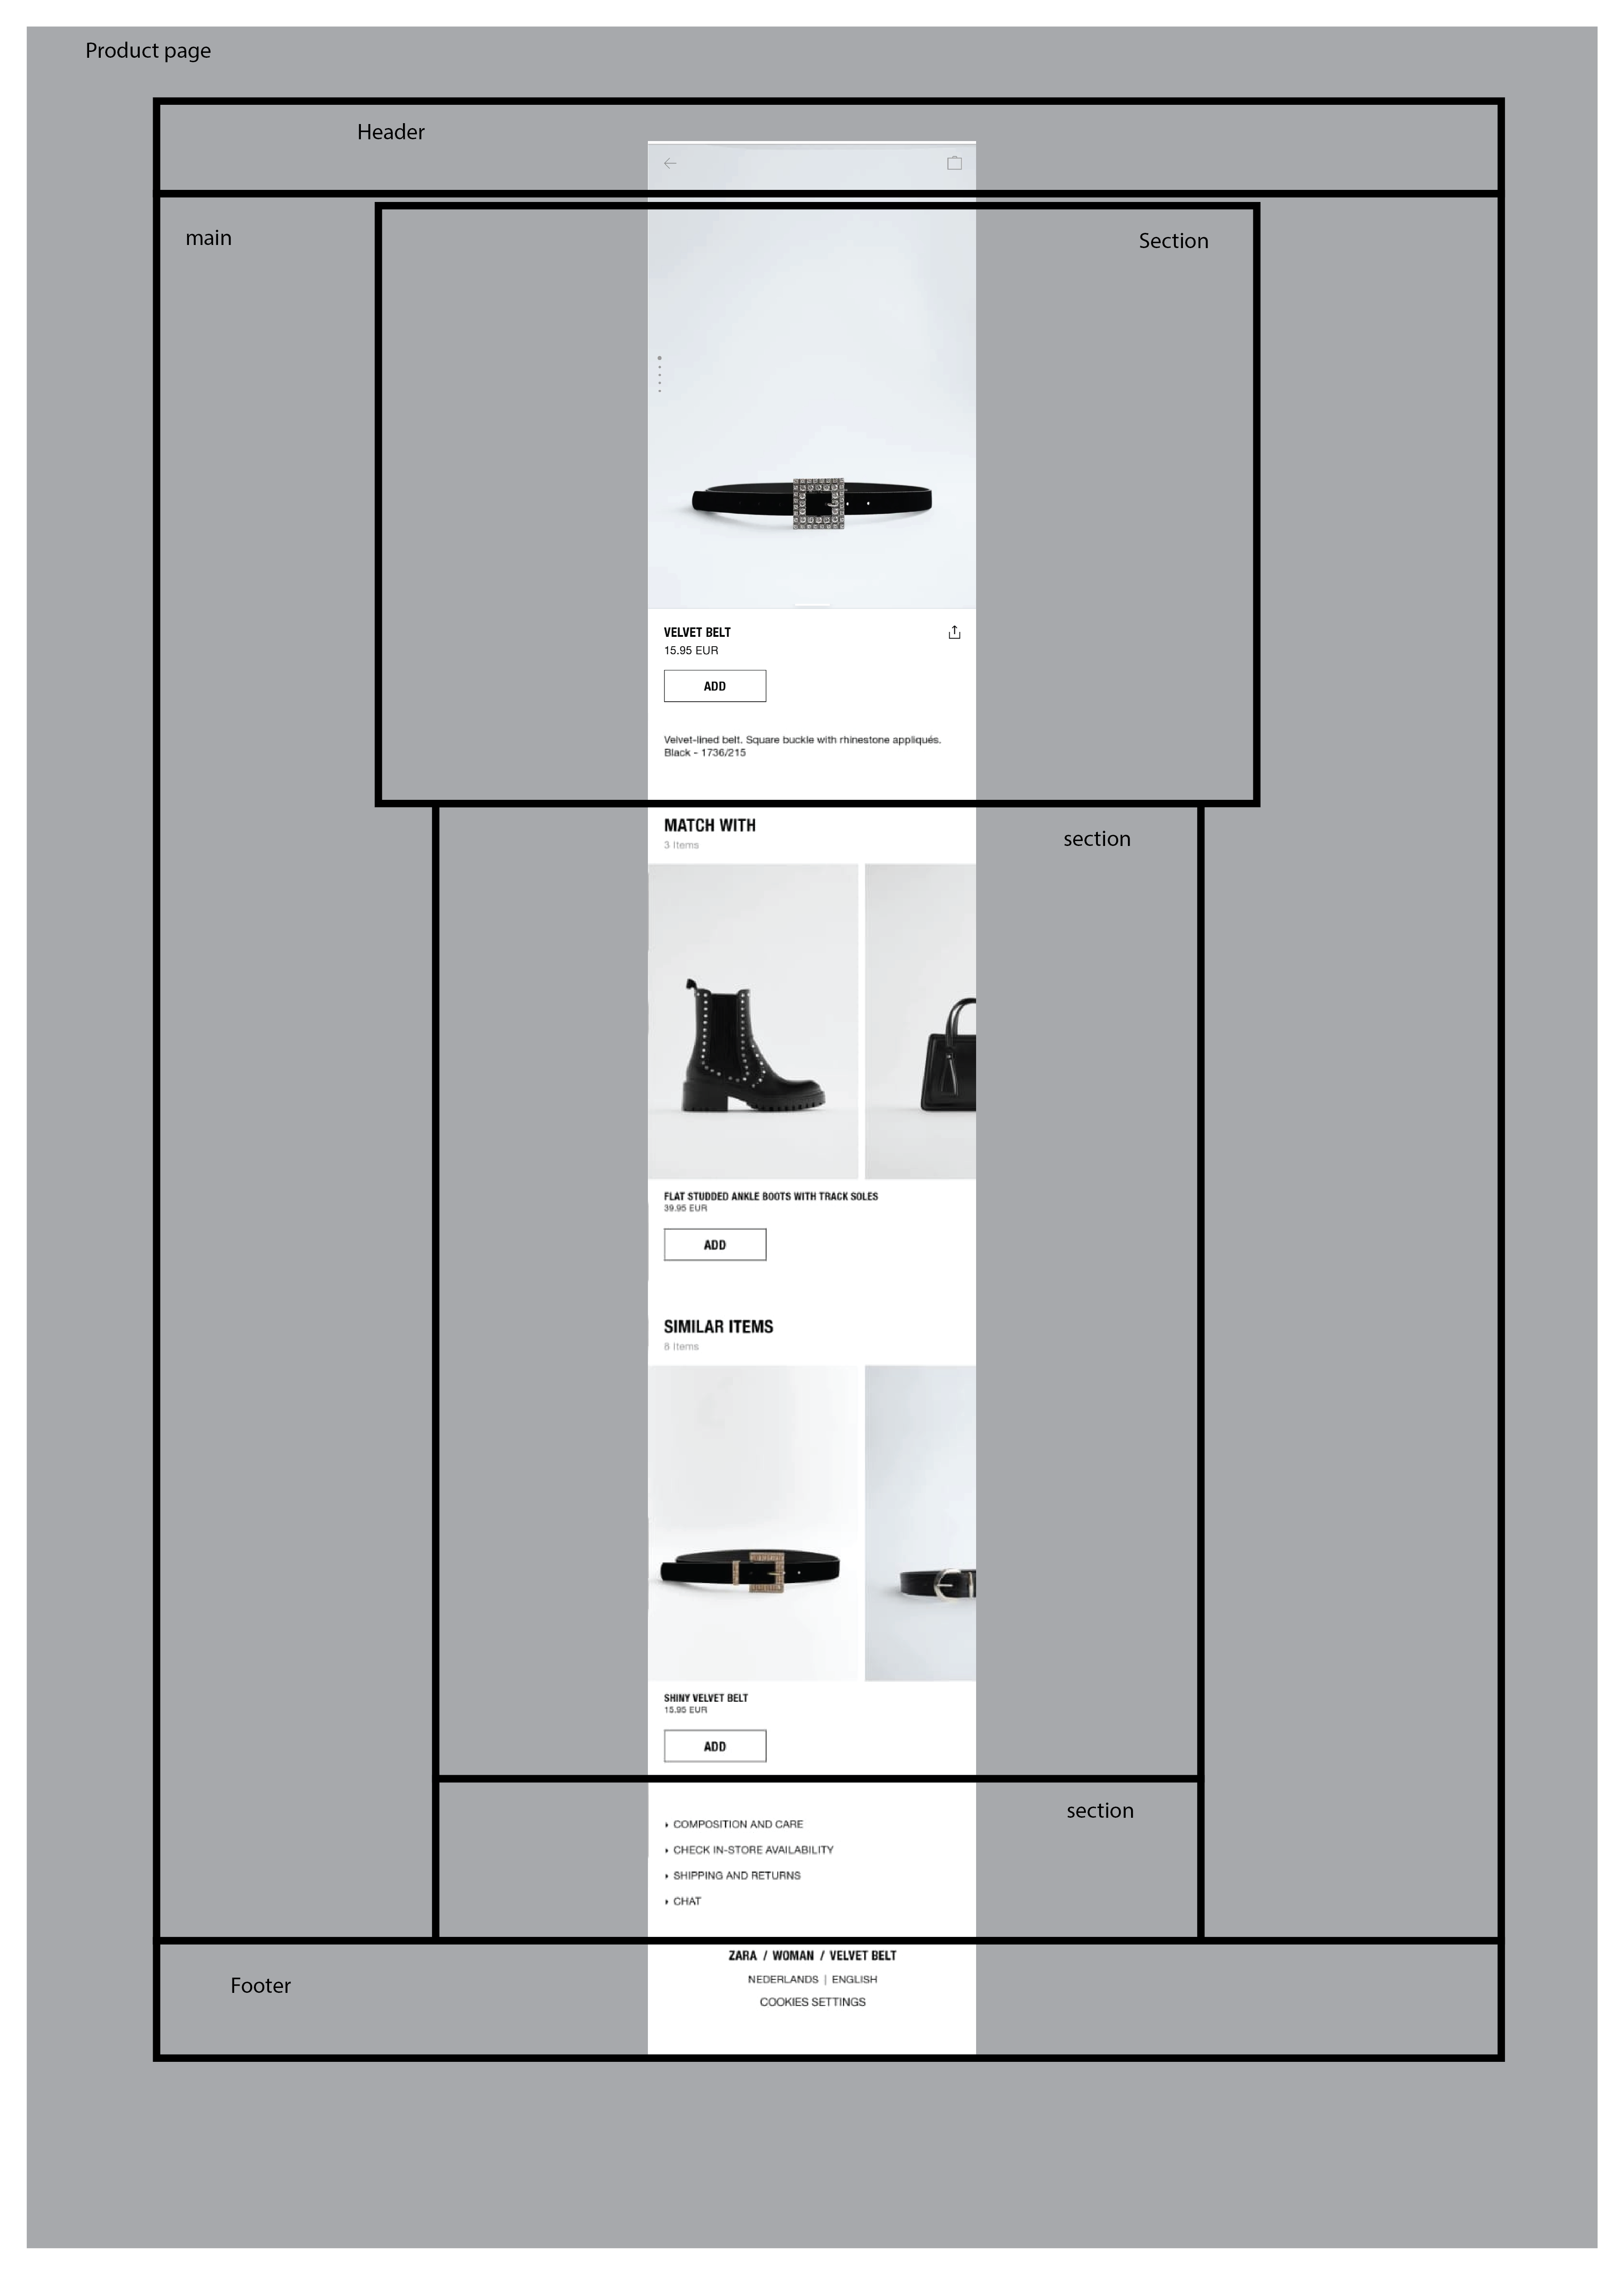 Product page
Header
main
Section
VELVET BELT
15.95 EUR
ADD
Velvet-lined belt. Square buckle with rhinestone appliqués.
Black - 1736/215
MATCH WITH
section
3 Items
FLAT STUDDED ANKLE BOOTS WITH TRACK SOLES
39.95 EUR
ADD
SIMILAR ITEMS
8 Items
SHINY VELVET BELT
15.95 EUR
ADD
section
COMPOSITION AND CARE
CHECK IN-STORE AVAILABILITY
SHIPPING AND RETURNS
CHAT
ZARA / WOMAN / VELVET BELT
NEDERLANDS | ENGLISH
Footer
COOKIES SETTINGS